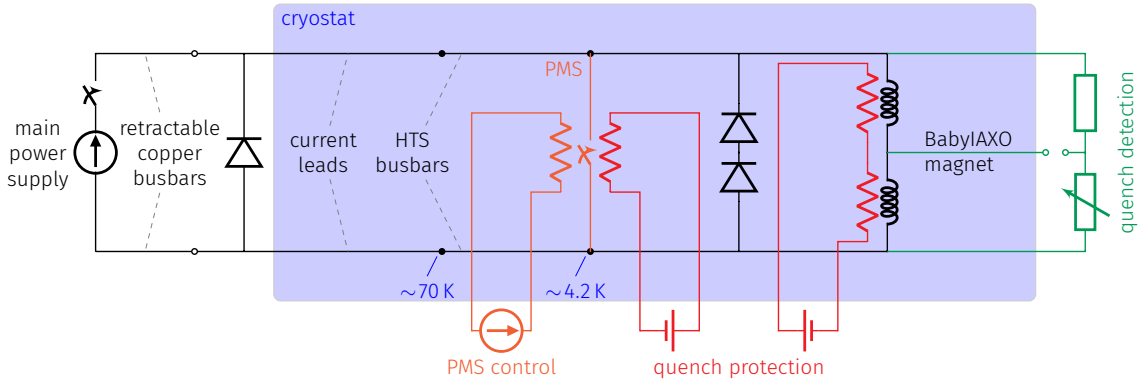 cryostat
PMS
main
power
supply
retractable
copper
busbars
current
leads
HTS
busbars
BabyIAXO
magnet
quench detection
~70 K
~4.2 K
PMS control
quench protection